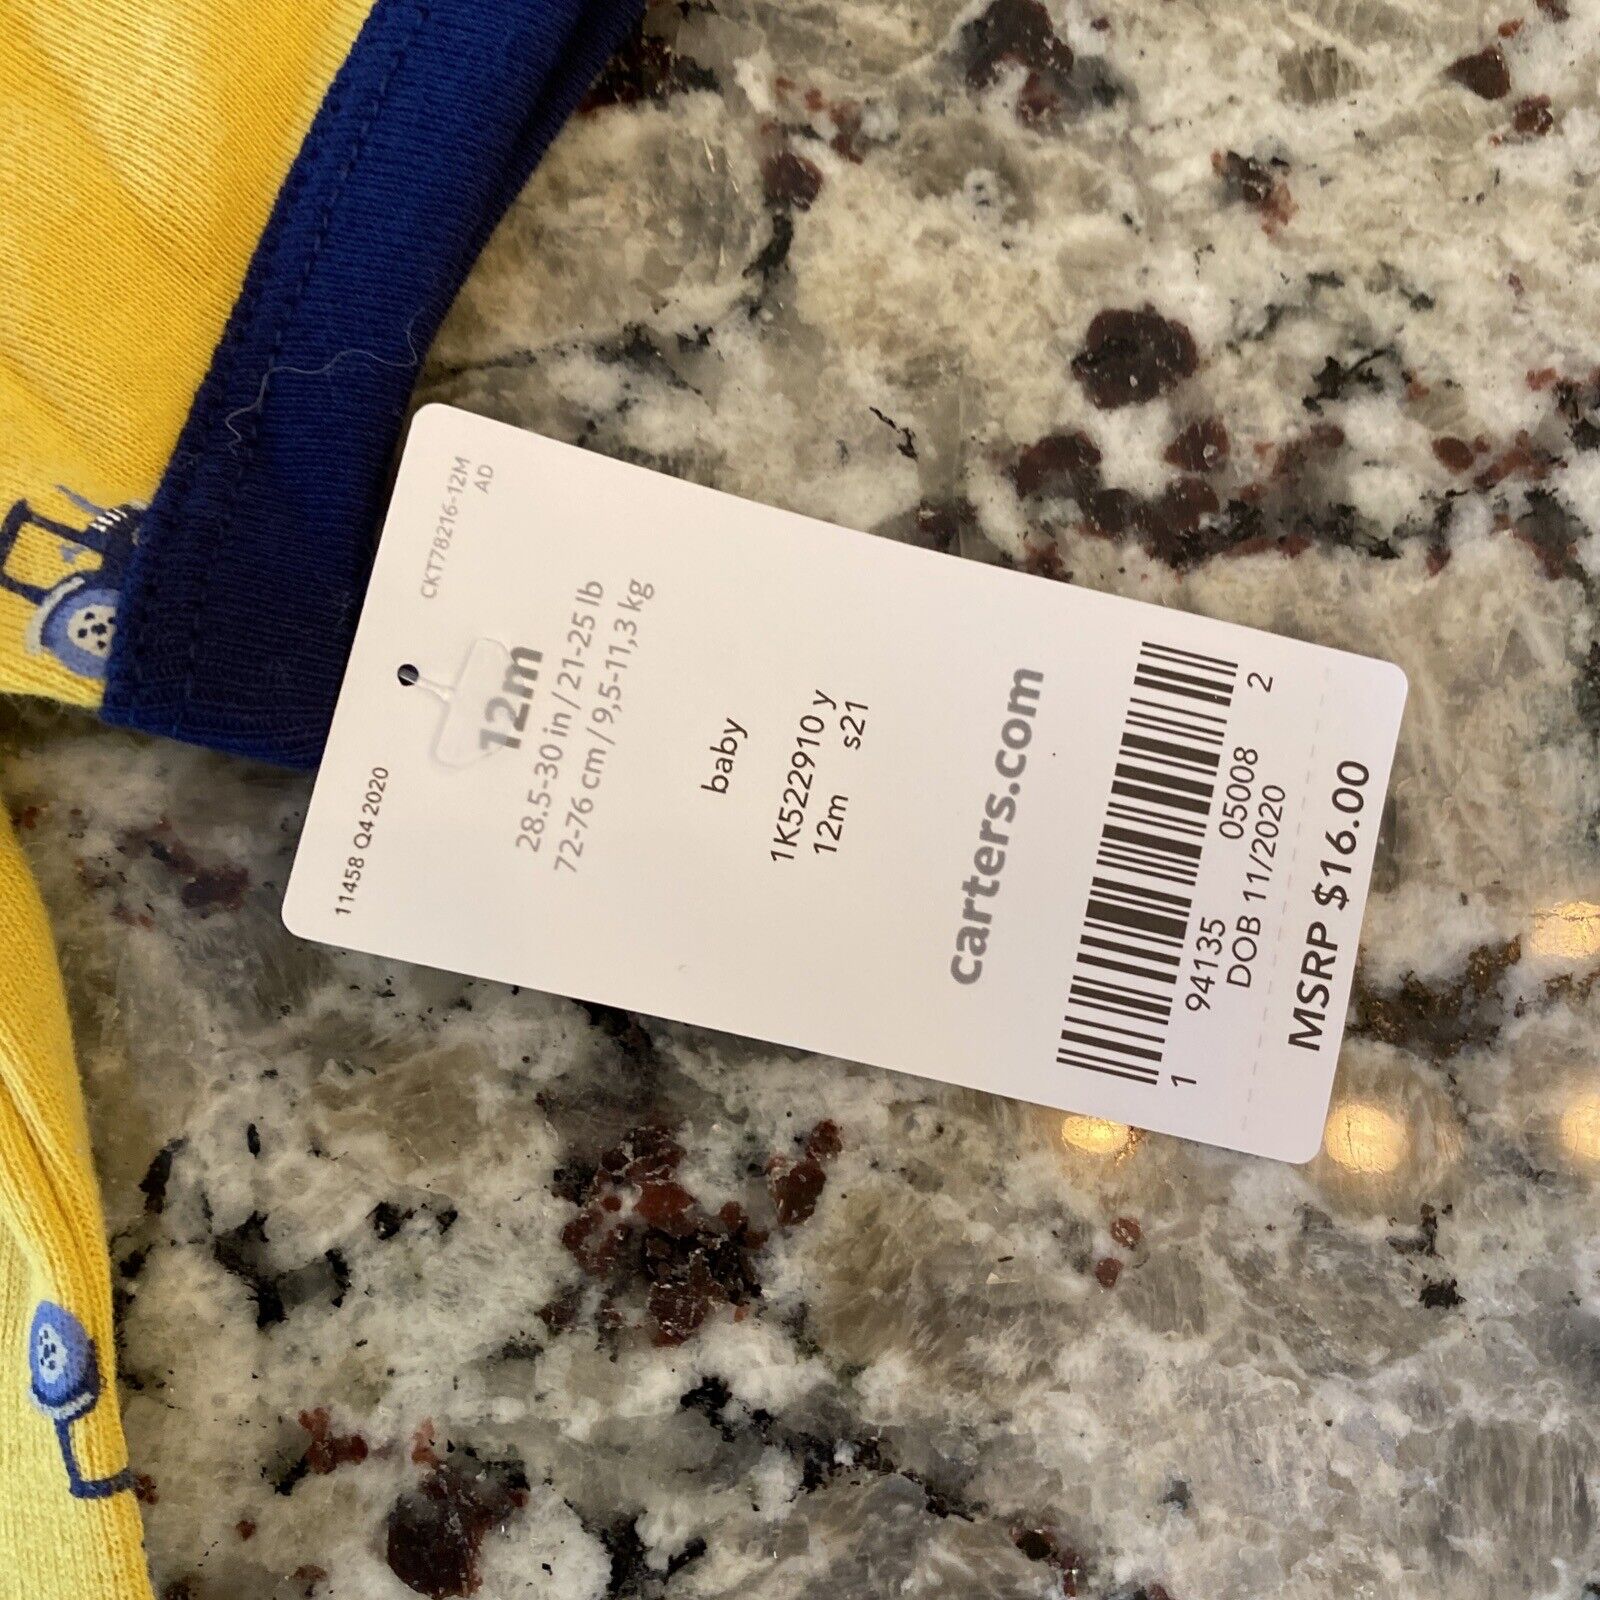 CKT78216-12M
AD
11458 Q4 2020
12m
28.5-30 in / 21-25 lb
72-76 cm / 9,5-11,3 kg
baby
1K522910 y
12m s21
carters.com
1 94135 05008 2
DOB 11/2020
MSRP $16.00